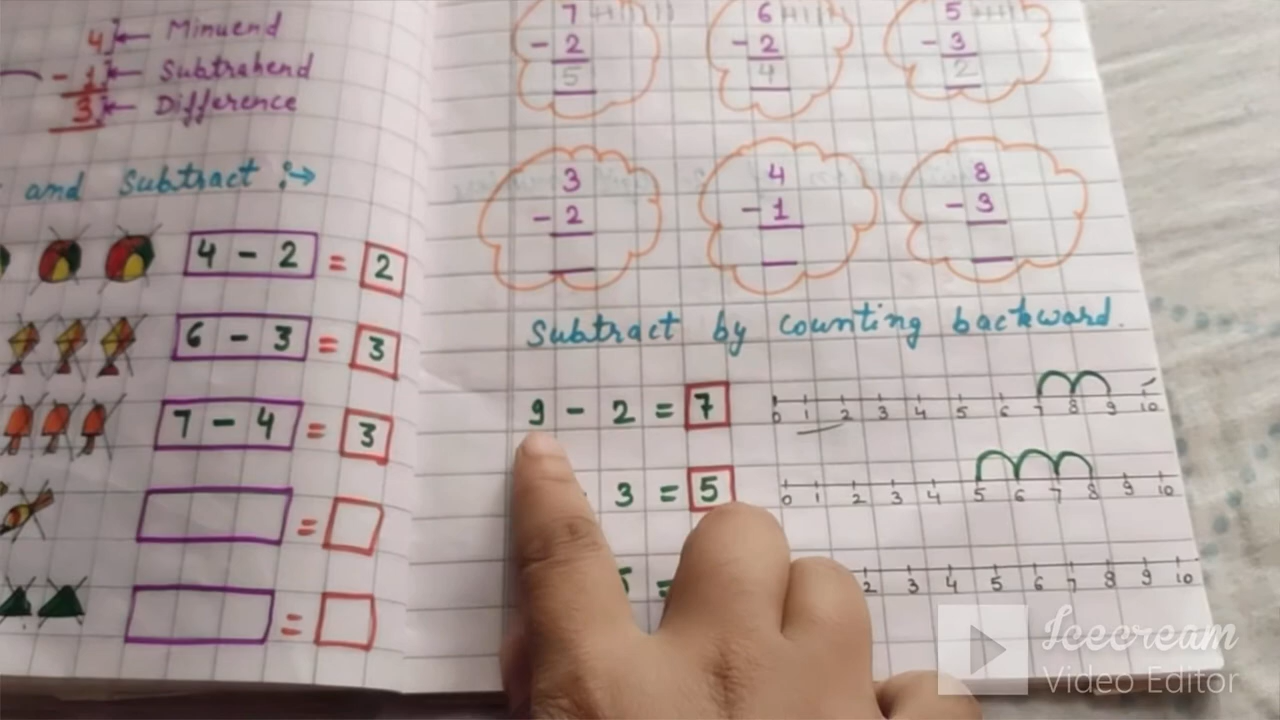 4 ← Minuend
- 1 ← Subtrahend
3 ← Difference
and Subtract :→
4 - 2 = 2
6 - 3 = 3
7 - 4 = 3
=
=
7 6 5
- 2 - 2 - 3
5 4 2
3 4 8
- 2 - 1 - 3
Subtract by counting backward.
9 - 2 = 7 0 1 2 3 4 5 6 7 8 9 10
- 3 = 5 0 1 2 3 4 5 6 7 8 9 10
5 = 2 3 4 5 6 7 8 9 10
Icecream
Video Editor